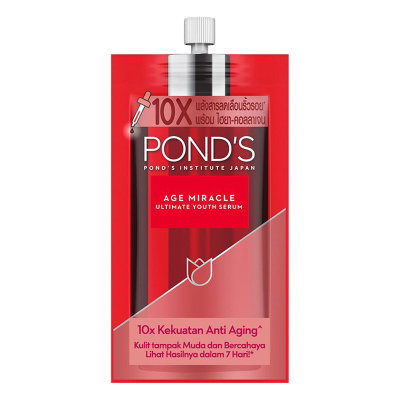 10X พลังสารลดเลือนริ้วรอย^
พร้อม ไฮยา-คอลลาเจน
POND'S
POND'S INSTITUTE JAPAN
AGE MIRACLE
ULTIMATE YOUTH SERUM
10x Kekuatan Anti Aging^
Kulit tampak Muda dan Bercahaya
Lihat Hasilnya dalam 7 Hari!*